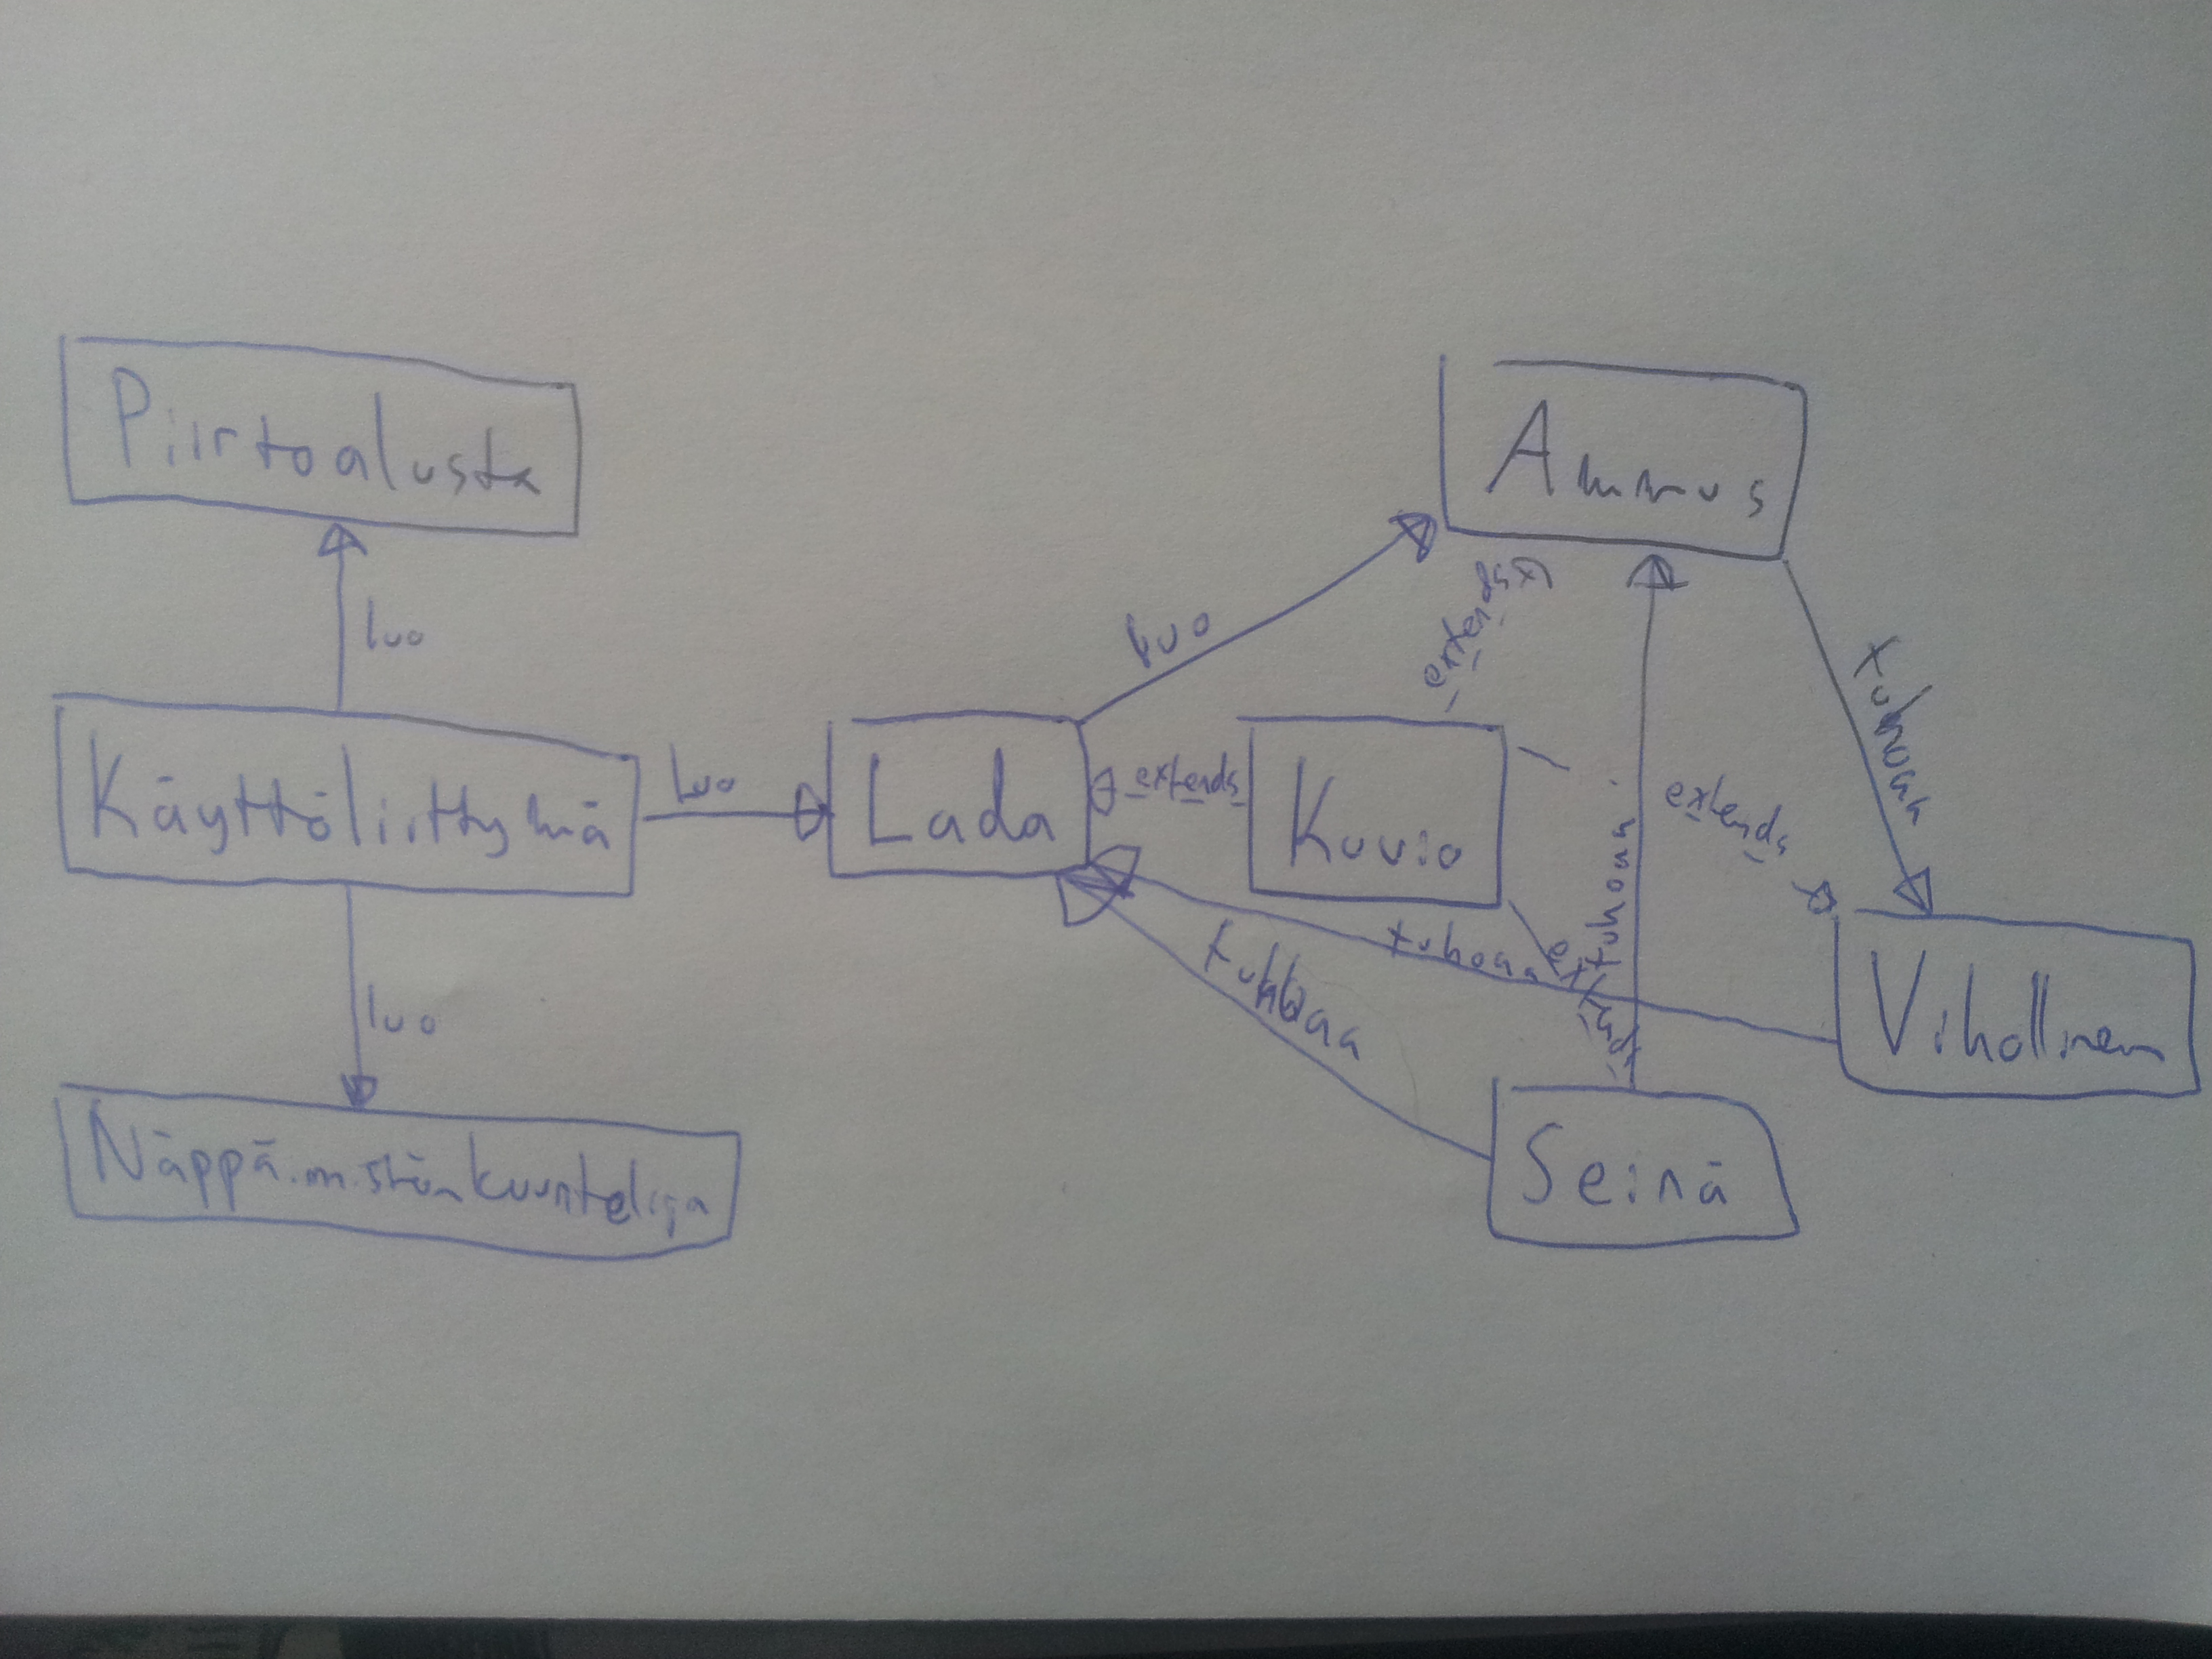 Piirtoalusta
Ammus
luo
luo
extends
tuhoaa
Käyttöliittymä
luo
Lada
extends
Kuvio
extends
tuhoaa
tuhoaa
tuhoaa
extends
Vihollinen
luo
Näppäimistönkuuntelija
Seinä